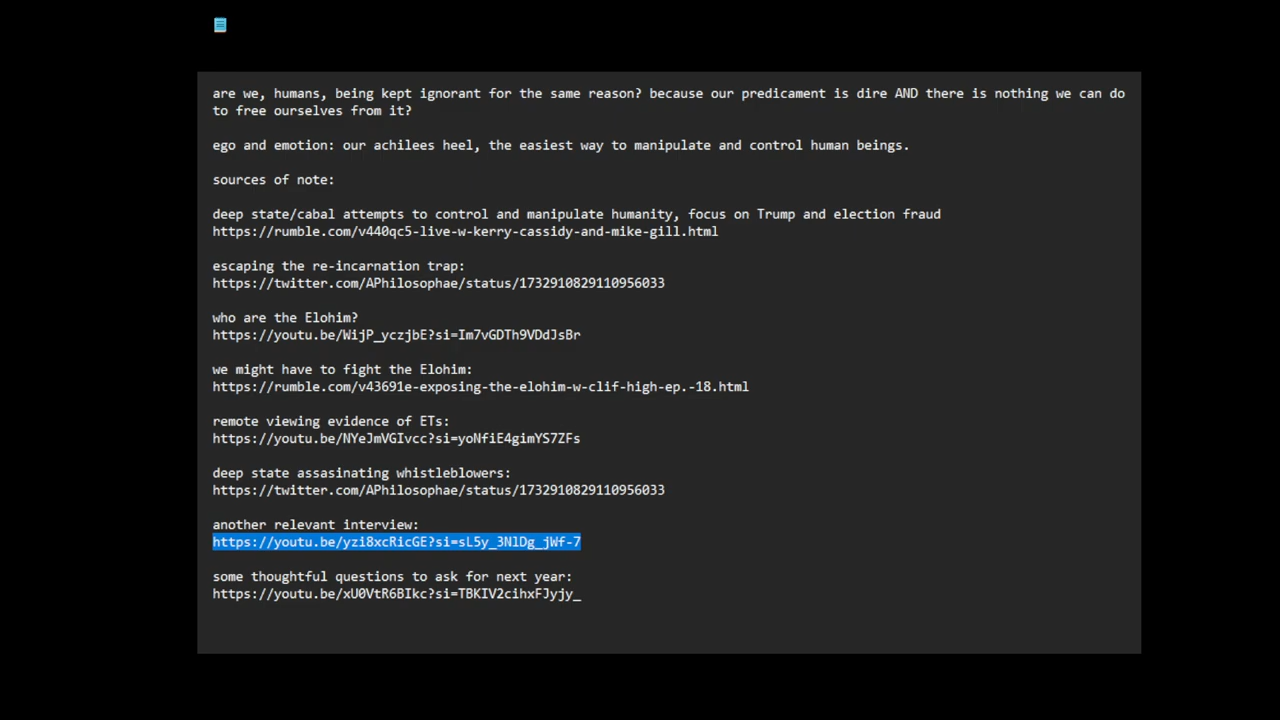 are we, humans, being kept ignorant for the same reason? because our predicament is dire AND there is nothing we can do
to free ourselves from it?
ego and emotion: our achilees heel, the easiest way to manipulate and control human beings.
sources of note:
deep state/cabal attempts to control and manipulate humanity, focus on Trump and election fraud
https://rumble.com/v440qc5-live-w-kerry-cassidy-and-mike-gill.html
escaping the re-incarnation trap:
https://twitter.com/APhilosophae/status/1732910829110956033
who are the Elohim?
https://youtu.be/WijP_yczjbE?si=Im7vGDTh9VDdJsBr
we might have to fight the Elohim:
https://rumble.com/v43691e-exposing-the-elohim-w-clif-high-ep.-18.html
remote viewing evidence of ETs:
https://youtu.be/NYeJmVGIvcc?si=yoNfiE4gimYS7ZFs
deep state assasinating whistleblowers:
https://twitter.com/APhilosophae/status/1732910829110956033
another relevant interview:
https://youtu.be/yzi8xcRicGE?si=sL5y_3NlDg_jWf-7
some thoughtful questions to ask for next year:
https://youtu.be/xU0VtR6BIkc?si=TBKIV2cihxFJyjy_